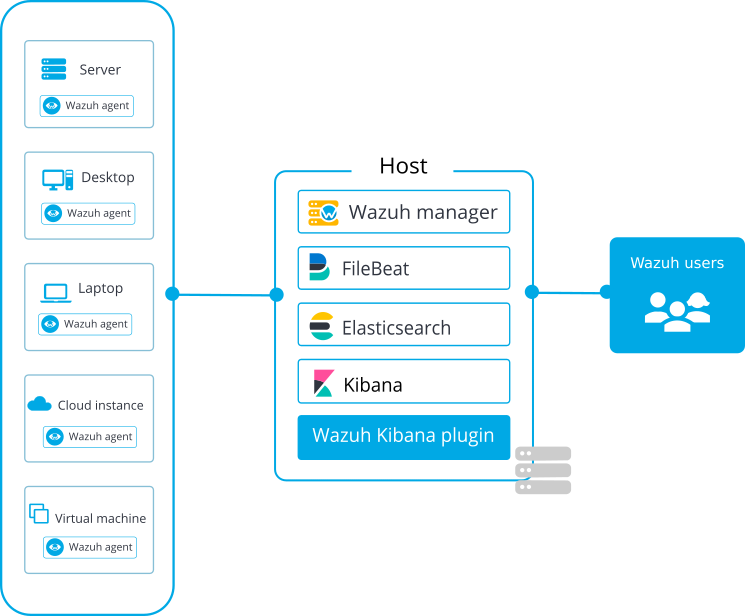 Server
Wazuh agent
Desktop
Wazuh agent
Laptop
Wazuh agent
Cloud instance
Wazuh agent
Virtual machine
Wazuh agent
Host
Wazuh manager
FileBeat
Elasticsearch
Kibana
Wazuh Kibana plugin
Wazuh users